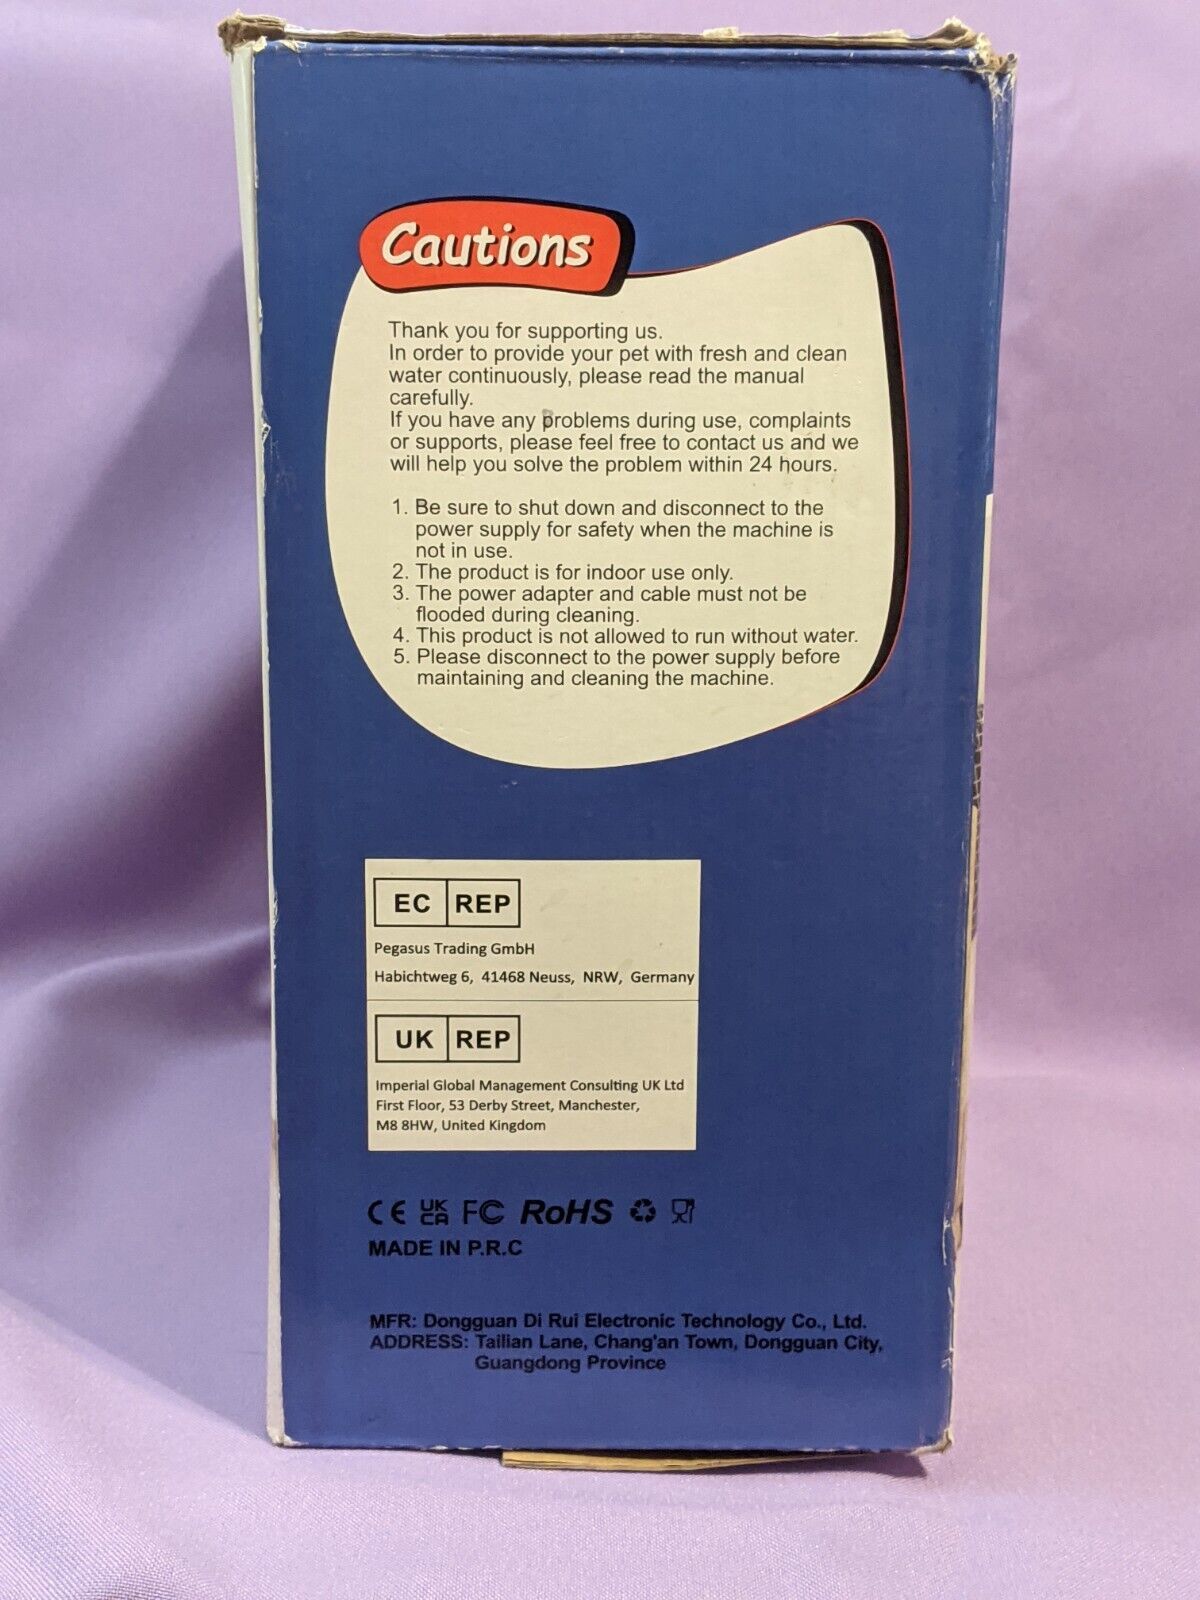 Cautions
Thank you for supporting us.
In order to provide your pet with fresh and clean
water continuously, please read the manual
carefully.
If you have any problems during use, complaints
or supports, please feel free to contact us and we
will help you solve the problem within 24 hours.
1. Be sure to shut down and disconnect to the
power supply for safety when the machine is
not in use.
2. The product is for indoor use only.
3. The power adapter and cable must not be
flooded during cleaning.
4. This product is not allowed to run without water.
5. Please disconnect to the power supply before
maintaining and cleaning the machine.
EC REP
Pegasus Trading GmbH
Habichtweg 6, 41468 Neuss, NRW, Germany
UK REP
Imperial Global Management Consulting UK Ltd
First Floor, 53 Derby Street, Manchester,
M8 8HW, United Kingdom
CE UK CA FC RoHS
MADE IN P.R.C
MFR: Dongguan Di Rui Electronic Technology Co., Ltd.
ADDRESS: Tailian Lane, Chang'an Town, Dongguan City,
Guangdong Province